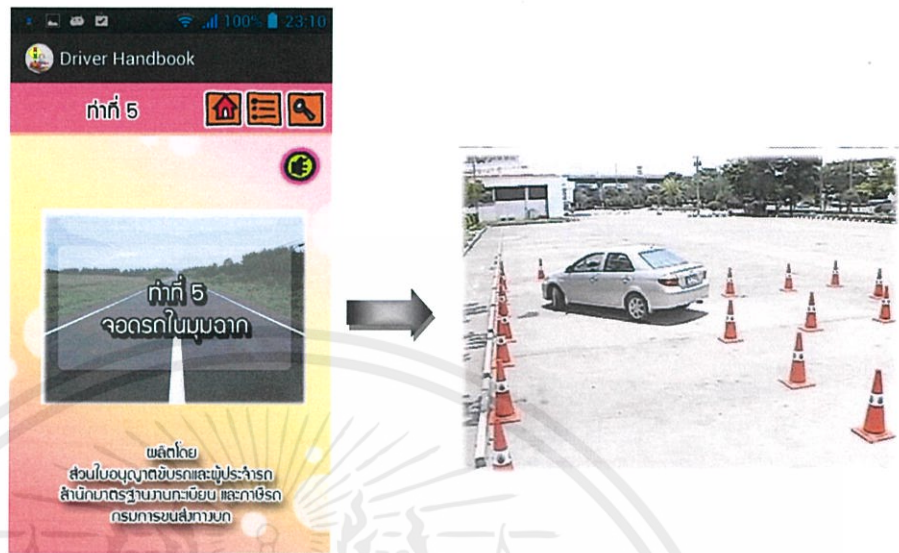 100% 23:10
Driver Handbook
ท่าที่ 5
ท่าที่ 5
จอดรถในมุมฉาก
ผลิตโดย
ส่วนใบอนุญาตขับรถและผู้ประจำรถ
สำนักมาตรฐานงานทะเบียน และภาษีรถ
กรมการขนส่งทางบก